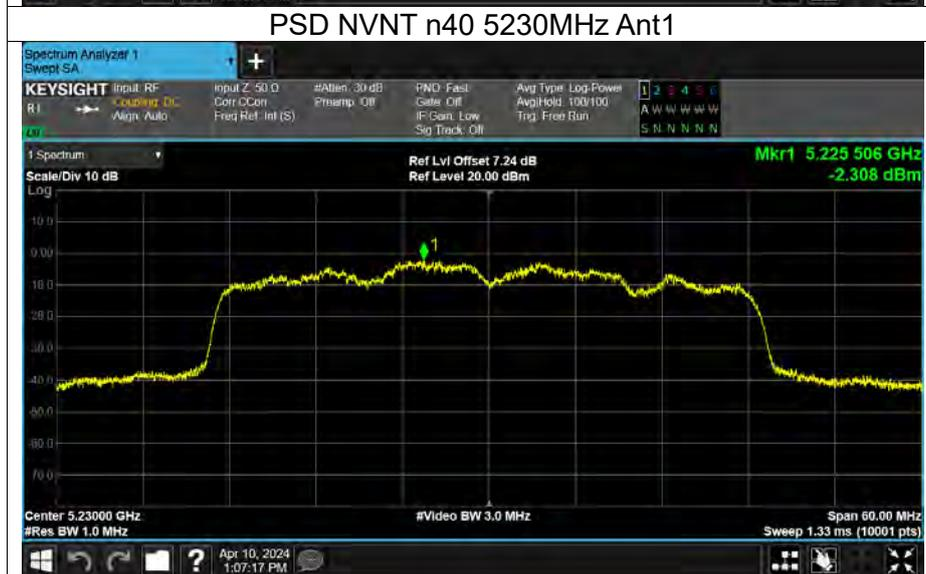 PSD NVNT n40 5230MHz Ant1
Spectrum Analyzer 1
Swept SA
+
KEYSIGHT Input: RF
RL
Coupling: DC
Align: Auto
Input Z: 50 Ω
Corr CCorr
Freq Ref: Int (S)
#Atten: 30 dB
Preamp: Off
PNO: Fast
Gate: Off
IF Gain: Low
Sig Track: Off
Avg Type: Log-Power
Avg|Hold: 100/100
Trig: Free Run
1 2 3 4 5 6
A W W W W W
S N N N N N
1 Spectrum
Scale/Div 10 dB
Log
Ref Lvl Offset 7.24 dB
Ref Level 20.00 dBm
Mkr1 5.225 506 GHz
-2.308 dBm
10.0
0.00
-10.0
-20.0
-30.0
-40.0
-50.0
-60.0
-70.0
1
Center 5.23000 GHz
#Res BW 1.0 MHz
#Video BW 3.0 MHz
Span 60.00 MHz
Sweep 1.33 ms (10001 pts)
?
Apr 10, 2024
1:07:17 PM